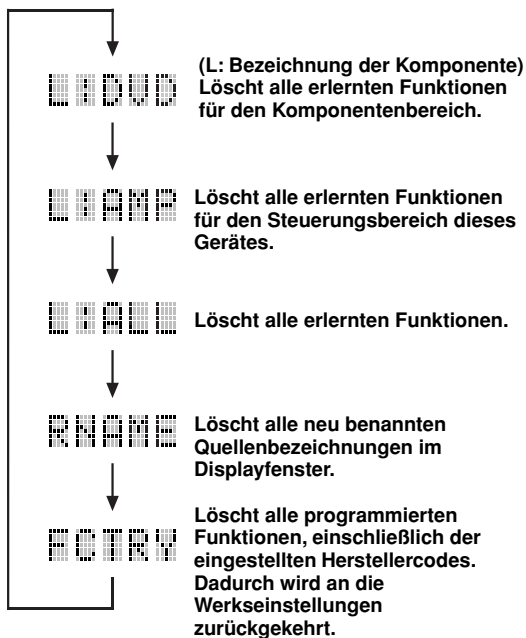 (L: Bezeichnung der Komponente)
L:DVD
Löscht alle erlernten Funktionen
für den Komponentenbereich.
L:AMP
Löscht alle erlernten Funktionen
für den Steuerungsbereich dieses
Gerätes.
L:ALL
Löscht alle erlernten Funktionen.
RNAME
Löscht alle neu benannten
Quellenbezeichnungen im
Displayfenster.
FCTRY
Löscht alle programmierten
Funktionen, einschließlich der
eingestellten Herstellercodes.
Dadurch wird an die
Werkseinstellungen
zurückgekehrt.